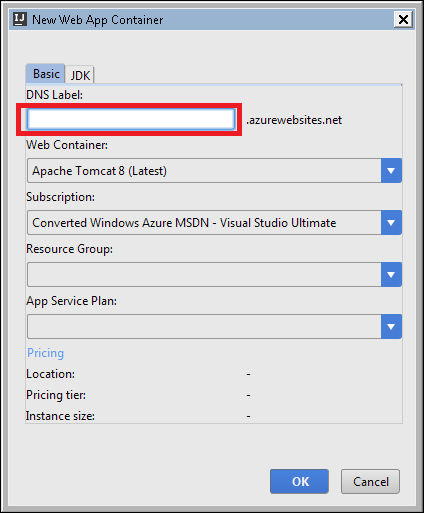 New Web App Container
Basic
JDK
DNS Label:
.azurewebsites.net
Web Container:
Apache Tomcat 8 (Latest)
Subscription:
Converted Windows Azure MSDN - Visual Studio Ultimate
Resource Group:
App Service Plan:
Pricing
Location: -
Pricing tier: -
Instance size: -
OK
Cancel